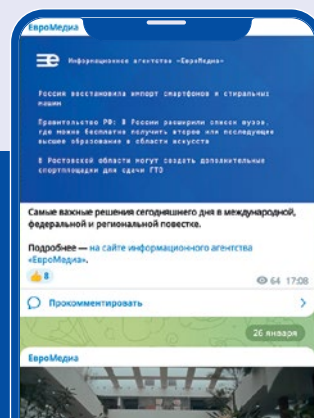 ЕвроМедиа
Информационное агентство «ЕвроМедиа»
Россия восстановила импорт смартфонов и стиральных
машин
Правительство РФ: В России расширили список вузов,
где можно бесплатно получить второе или последующее
высшее образование в области искусств
В Ростовской области могут создать дополнительные
спортплощадки для сдачи ГТО
Самые важные решения сегодняшнего дня в международной,
федеральной и региональной повестке.
Подробнее — на сайте информационного агентства
«ЕвроМедиа».
8
64 17:08
Прокомментировать
26 января
ЕвроМедиа